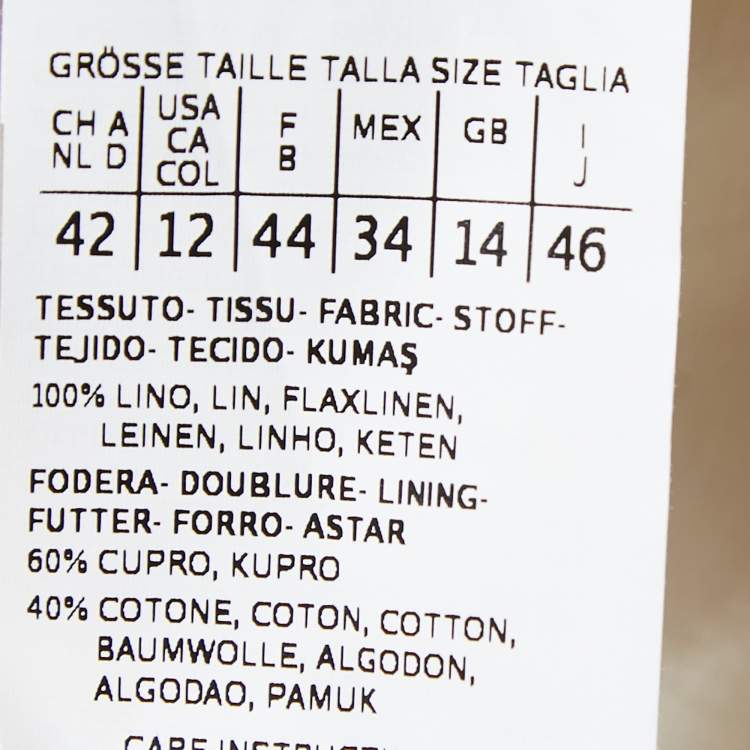 GRÖSSE TAILLE TALLA SIZE TAGLIA
CH A NL D | USA CA COL | F B | MEX | GB | I J
42 | 12 | 44 | 34 | 14 | 46
TESSUTO- TISSU- FABRIC- STOFF-
TEJIDO- TECIDO- KUMAŞ
100% LINO, LIN, FLAXLINEN,
LEINEN, LINHO, KETEN
FODERA- DOUBLURE- LINING-
FUTTER- FORRO- ASTAR
60% CUPRO, KUPRO
40% COTONE, COTON, COTTON,
BAUMWOLLE, ALGODON,
ALGODAO, PAMUK
CARE